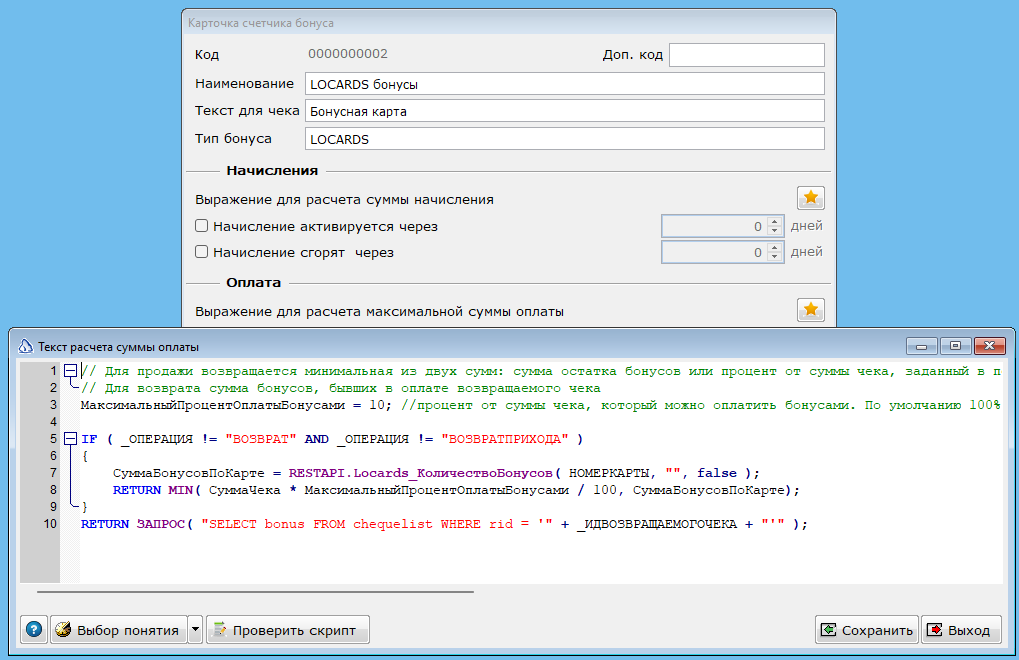 Карточка счетчика бонуса
Код 0000000002 Доп. код
Наименование LOCARDS бонусы
Текст для чека Бонусная карта
Тип бонуса LOCARDS
Начисления
Выражение для расчета суммы начисления
Начисление активируется через 0 дней
Начисление сгорят через 0 дней
Оплата
Выражение для расчета максимальной суммы оплаты
Текст расчета суммы оплаты
1 // Для продажи возвращается минимальная из двух сумм: сумма остатка бонусов или процент от суммы чека, заданный в п
2 // Для возврата сумма бонусов, бывших в оплате возвращаемого чека
3 МаксимальныйПроцентОплатыБонусами = 10; //процент от суммы чека, который можно оплатить бонусами. По умолчанию 100%
4
5 IF ( _ОПЕРАЦИЯ != "ВОЗВРАТ" AND _ОПЕРАЦИЯ != "ВОЗВРАТПРИХОДА" )
6 {
7 СуммаБонусовПоКарте = RESTAPI.Locards_КоличествоБонусов( НОМЕРКАРТЫ, "", false );
8 RETURN MIN( СуммаЧека * МаксимальныйПроцентОплатыБонусами / 100, СуммаБонусовПоКарте);
9 }
10 RETURN ЗАПРОС( "SELECT bonus FROM chequelist WHERE rid = '" + _ИДВОЗВРАЩАЕМОГОЧЕКА + "'" );
? Выбор понятия Проверить скрипт Сохранить Выход